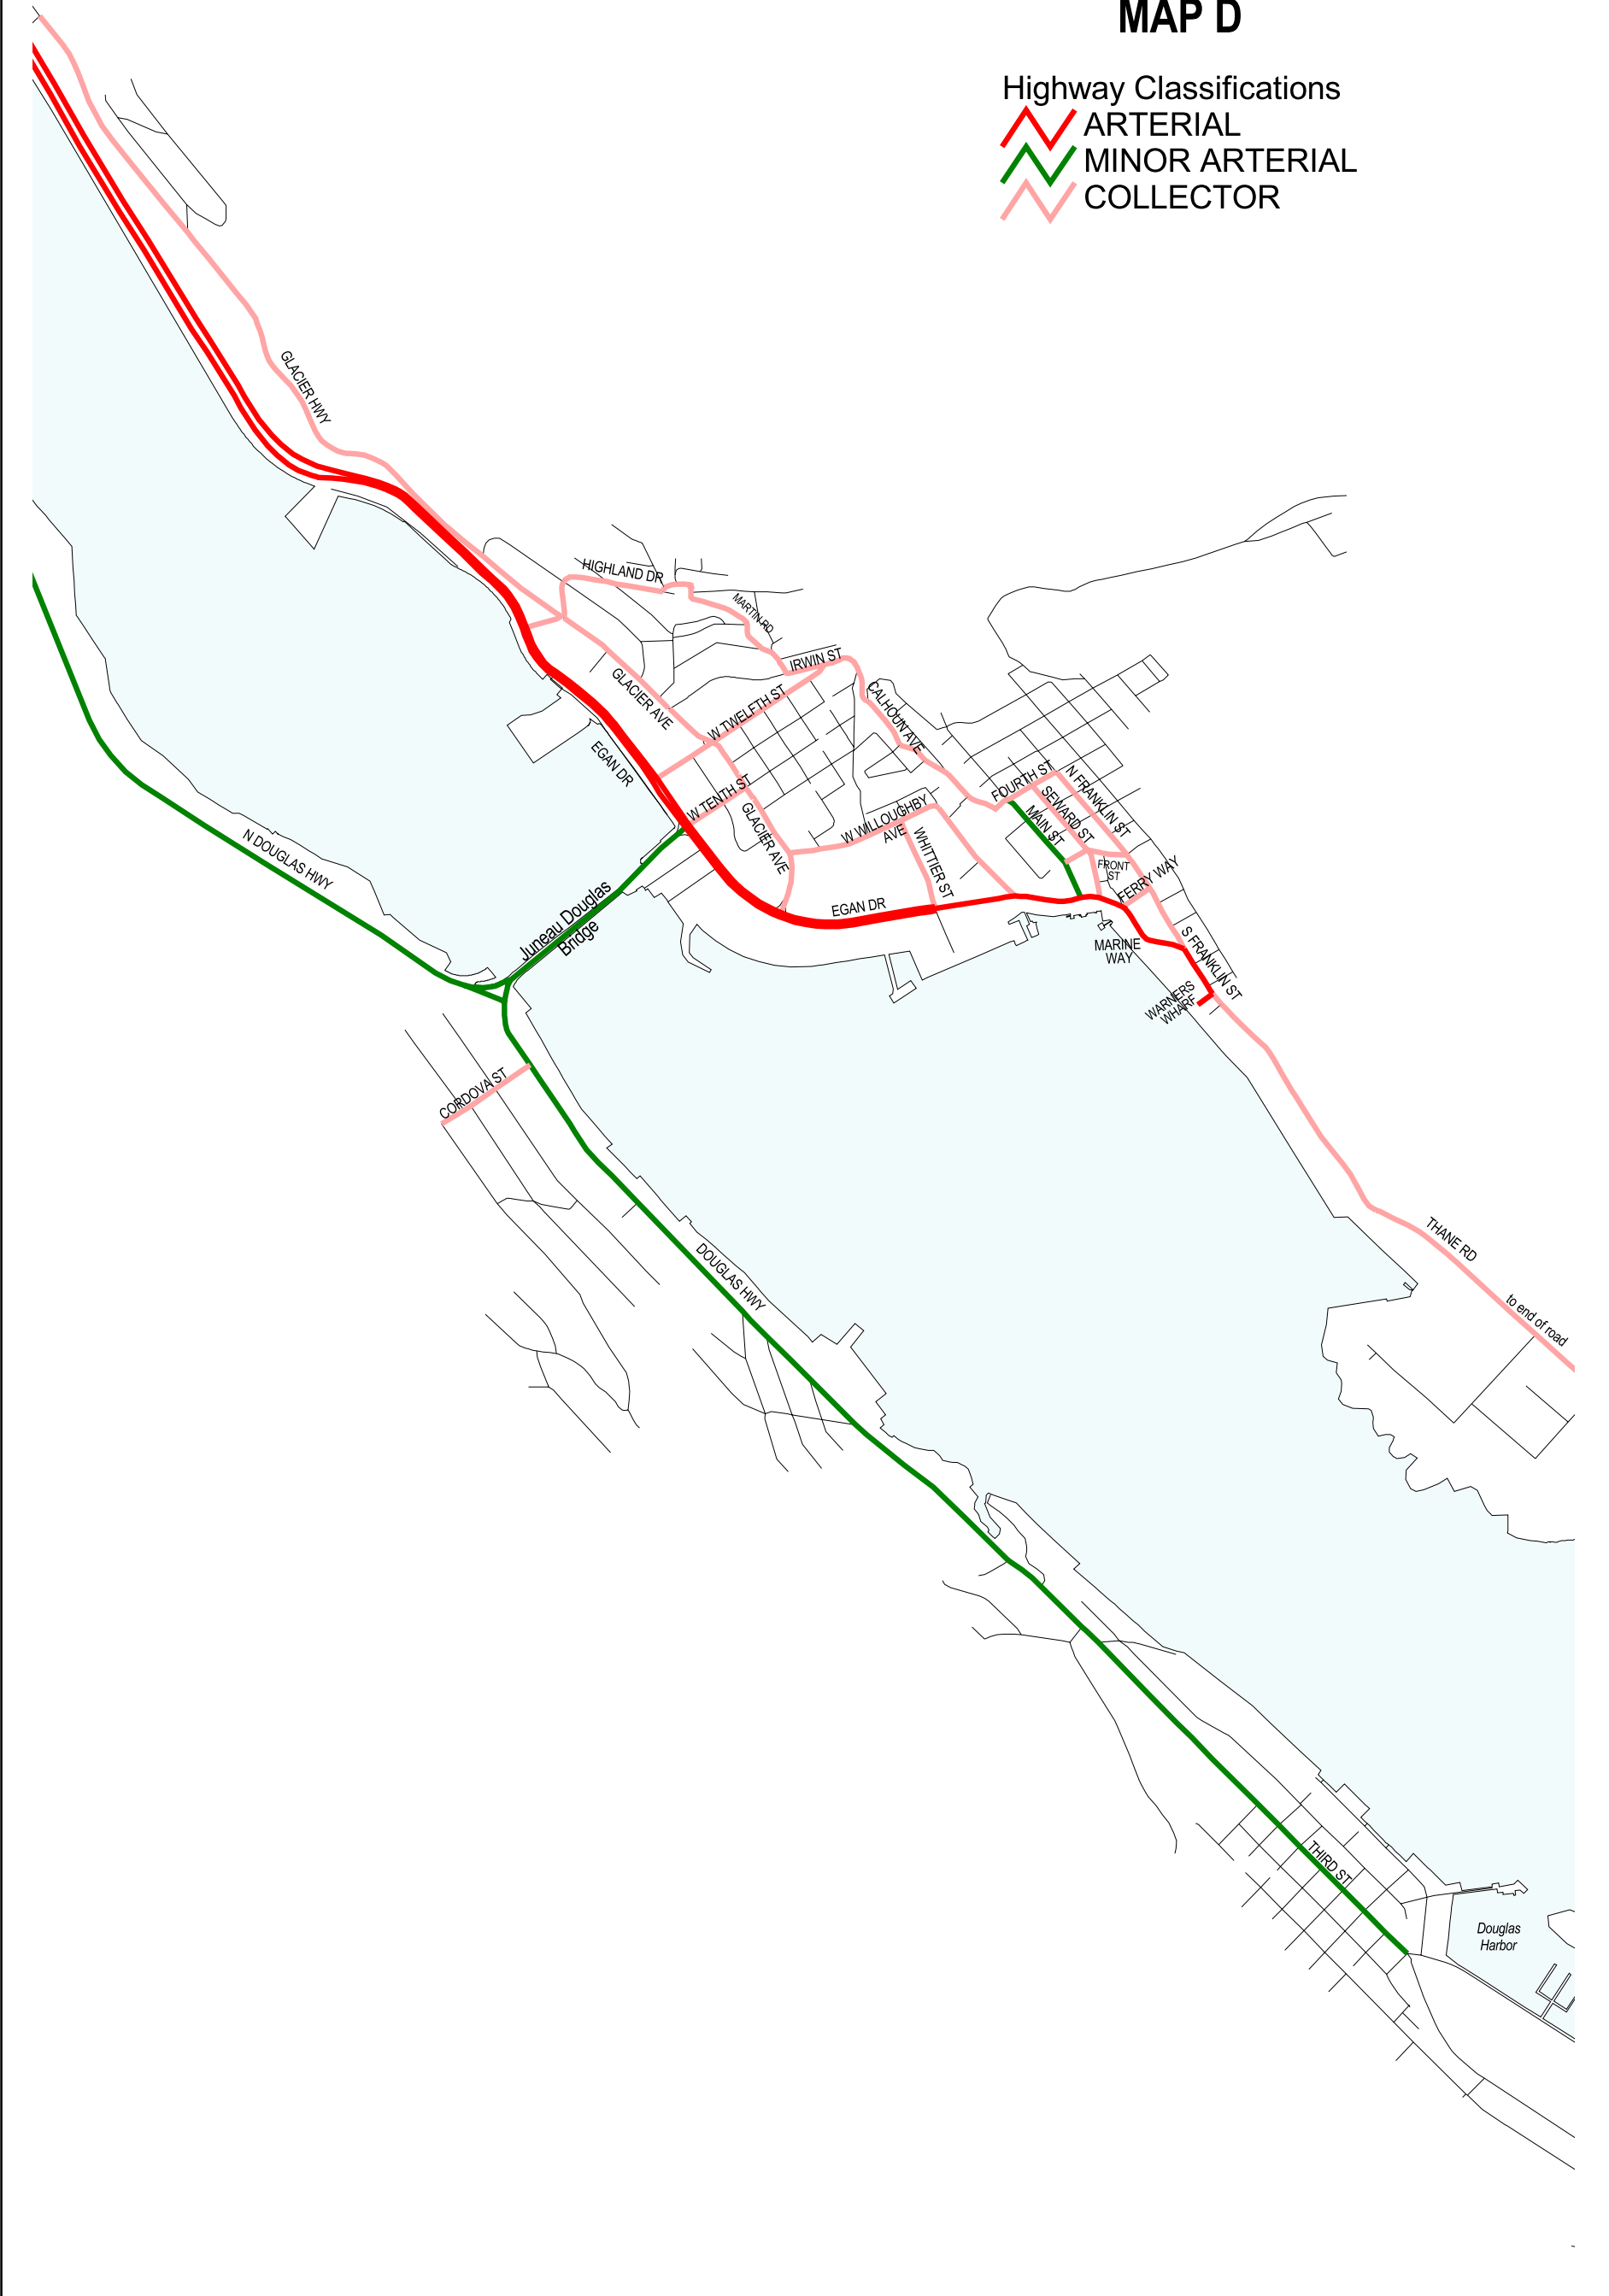 MAP D
Highway Classifications
ARTERIAL
MINOR ARTERIAL
COLLECTOR
GLACIER HWY
HIGHLAND DR
MARTIN RD
IRWIN ST
GLACIER AVE
W TWELFTH ST
CALHOUN AVE
EGAN DR
W TENTH ST
GLACIER AVE
W WILLOUGHBY
AVE
WHITTIER ST
FOURTH ST
N FRANKLIN ST
SEWARD ST
MAIN ST
FRONT
ST
FERRY WAY
EGAN DR
MARINE
WAY
S FRANKLIN ST
WARNERS
WHARF
N DOUGLAS HWY
Juneau Douglas
Bridge
CORDOVA ST
DOUGLAS HWY
THANE RD
to end of road
THIRD ST
Douglas
Harbor